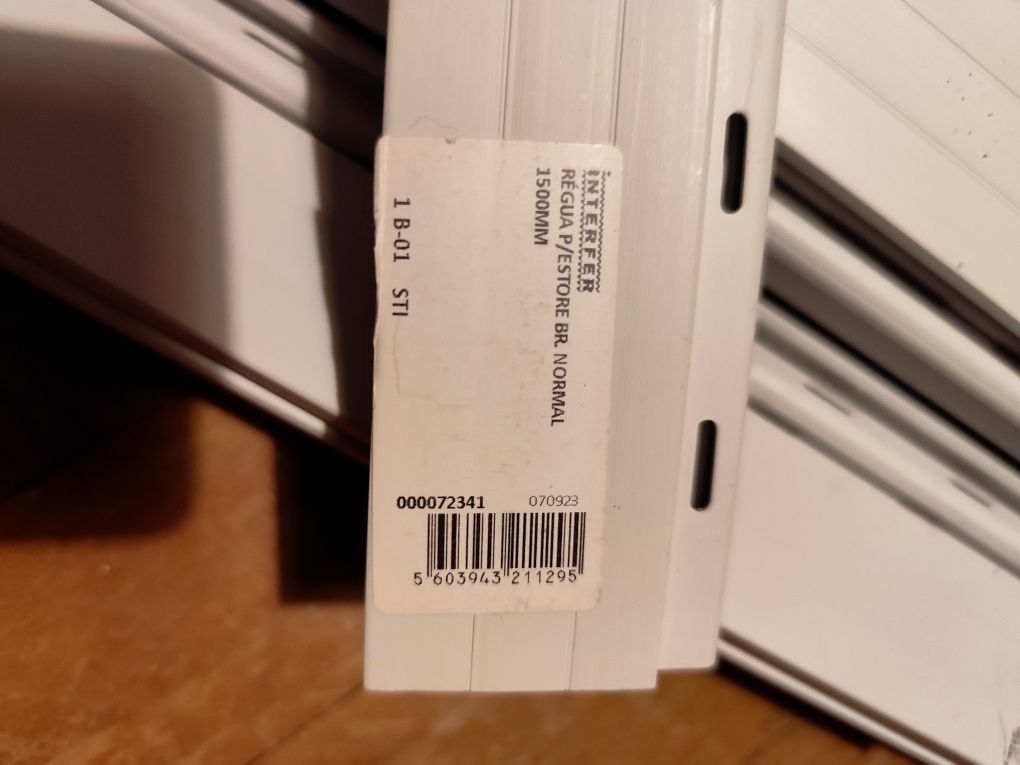 INTERFER
RÉGUA P/ESTORE BR. NORMAL
1500MM
1 B-01 STI
000072341 070923
5 603943 211295